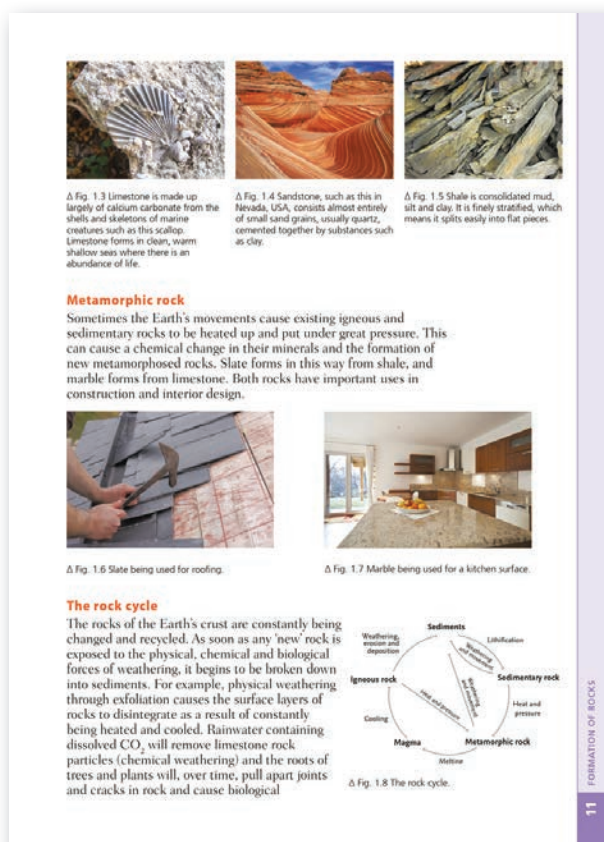 Δ Fig. 1.3 Limestone is made up
largely of calcium carbonate from the
shells and skeletons of marine
creatures such as this scallop.
Limestone forms in clean, warm
shallow seas where there is an
abundance of life.
Δ Fig. 1.4 Sandstone, such as this in
Nevada, USA, consists almost entirely
of small sand grains, usually quartz,
cemented together by substances such
as clay.
Δ Fig. 1.5 Shale is consolidated mud,
silt and clay. It is finely stratified, which
means it splits easily into flat pieces.
Metamorphic rock
Sometimes the Earth's movements cause existing igneous and
sedimentary rocks to be heated up and put under great pressure. This
can cause a chemical change in their minerals and the formation of
new metamorphosed rocks. Slate forms in this way from shale, and
marble forms from limestone. Both rocks have important uses in
construction and interior design.
Δ Fig. 1.6 Slate being used for roofing.
Δ Fig. 1.7 Marble being used for a kitchen surface.
The rock cycle
The rocks of the Earth's crust are constantly being
changed and recycled. As soon as any 'new' rock is
exposed to the physical, chemical and biological
forces of weathering, it begins to be broken down
into sediments. For example, physical weathering
through exfoliation causes the surface layers of
rocks to disintegrate as a result of constantly
being heated and cooled. Rainwater containing
dissolved CO₂ will remove limestone rock
particles (chemical weathering) and the roots of
trees and plants will, over time, pull apart joints
and cracks in rock and cause biological
Sediments
Weathering,
erosion and
deposition
Lithification
Weathering
and movement
Igneous rock
Sedimentary rock
Heat and pressure
Weathering
and movement
Heat and
pressure
Cooling
Magma
Metamorphic rock
Melting
Δ Fig. 1.8 The rock cycle.
FORMATION OF ROCKS
11